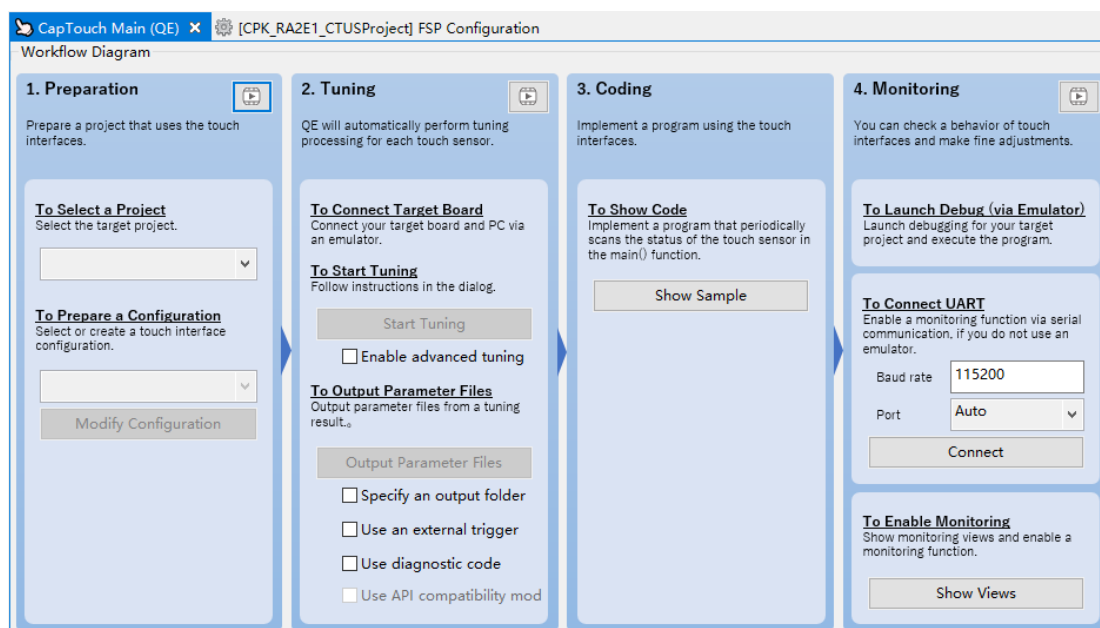 CapTouch Main (QE)
[CPK_RA2E1_CTUSProject] FSP Configuration
Workflow Diagram
1. Preparation
Prepare a project that uses the touch
interfaces.
To Select a Project
Select the target project.
To Prepare a Configuration
Select or create a touch interface
configuration.
Modify Configuration
2. Tuning
QE will automatically perform tuning
processing for each touch sensor.
To Connect Target Board
Connect your target board and PC via
an emulator.
To Start Tuning
Follow instructions in the dialog.
Start Tuning
Enable advanced tuning
To Output Parameter Files
Output parameter files from a tuning
result.。
Output Parameter Files
Specify an output folder
Use an external trigger
Use diagnostic code
Use API compatibility mod
3. Coding
Implement a program using the touch
interfaces.
To Show Code
Implement a program that periodically
scans the status of the touch sensor in
the main() function.
Show Sample
4. Monitoring
You can check a behavior of touch
interfaces and make fine adjustments.
To Launch Debug (via Emulator)
Launch debugging for your target
project and execute the program.
To Connect UART
Enable a monitoring function via serial
communication, if you do not use an
emulator.
Baud rate 115200
Port Auto
Connect
To Enable Monitoring
Show monitoring views and enable a
monitoring function.
Show Views